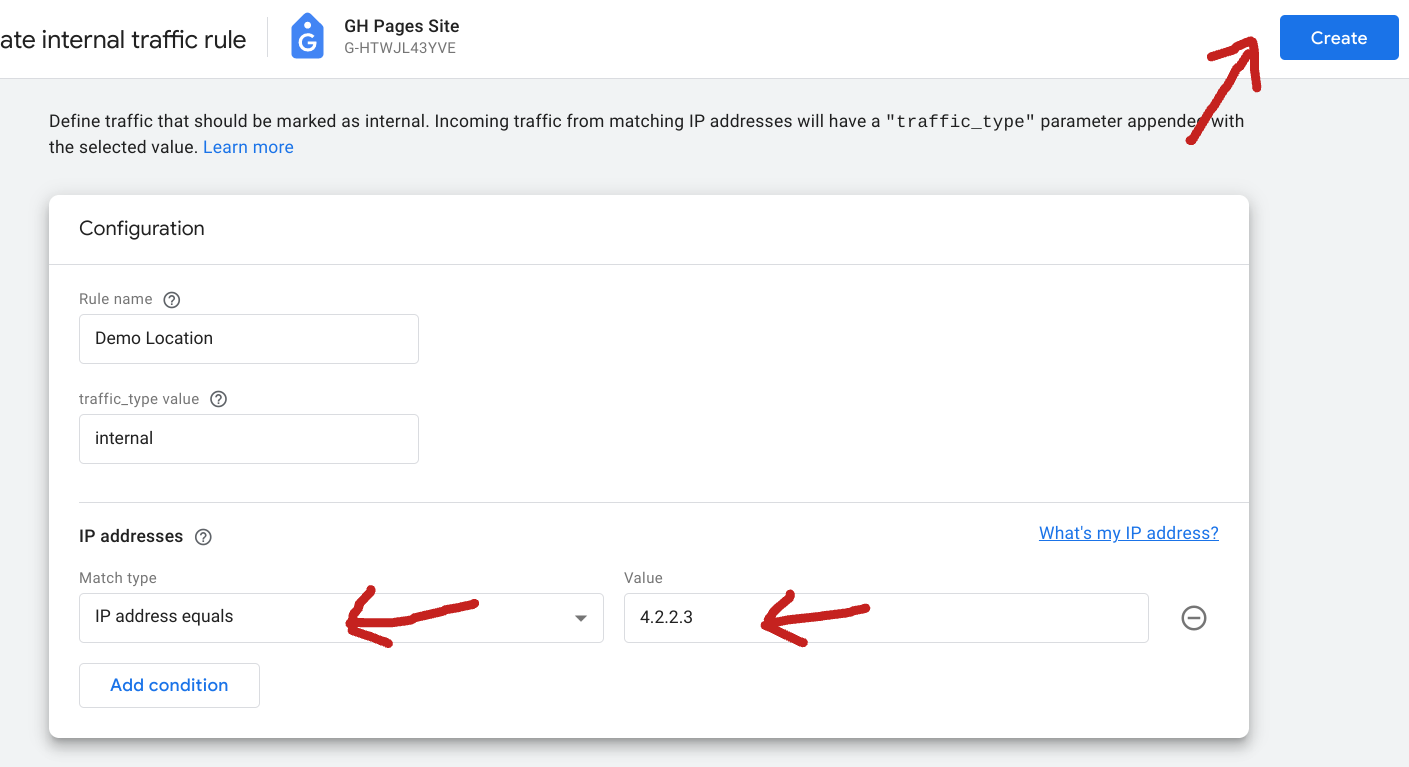 ate internal traffic rule
GH Pages Site
G-HTWJL43YVE
Create
Define traffic that should be marked as internal. Incoming traffic from matching IP addresses will have a "traffic_type" parameter appended with
the selected value. Learn more
Configuration
Rule name
Demo Location
traffic_type value
internal
IP addresses
What's my IP address?
Match type
Value
IP address equals
4.2.2.3
Add condition